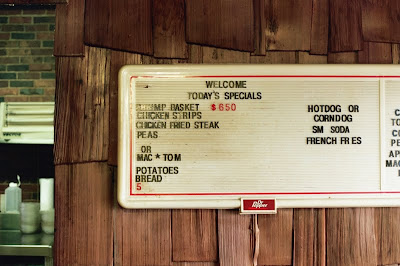 WELCOME
TODAY'S SPECIALS
SHRIMP BASKET $650
CHICKEN STRIPS
CHICKEN FRIED STEAK
PEAS
OR
MAC * TOM
POTATOES
BREAD
5
HOTDOG OR
CORNDOG
SM SODA
FRENCH FRIES
Dr Pepper